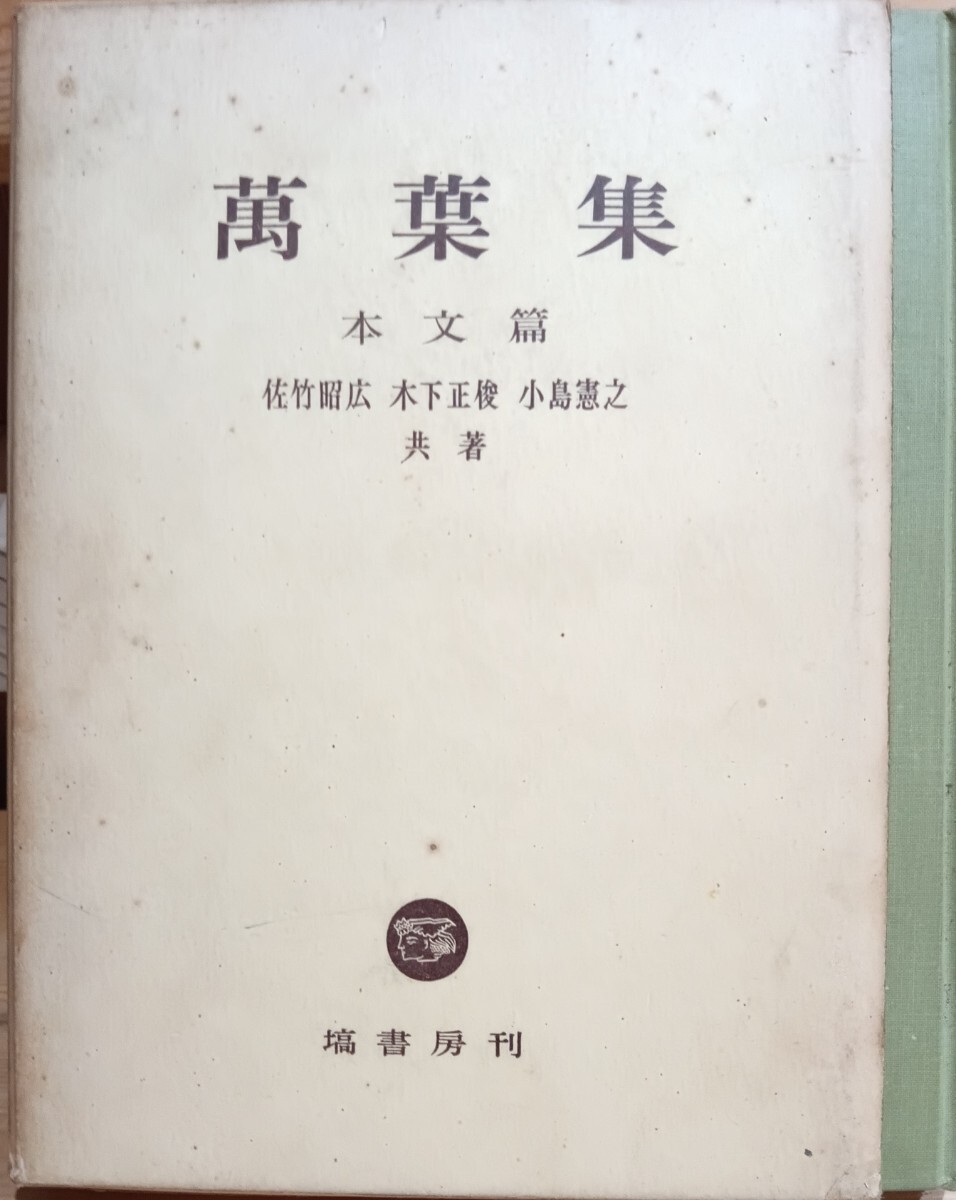 萬葉集
本文篇
佐竹昭広 木下正俊 小島憲之
共著
塙書房刊